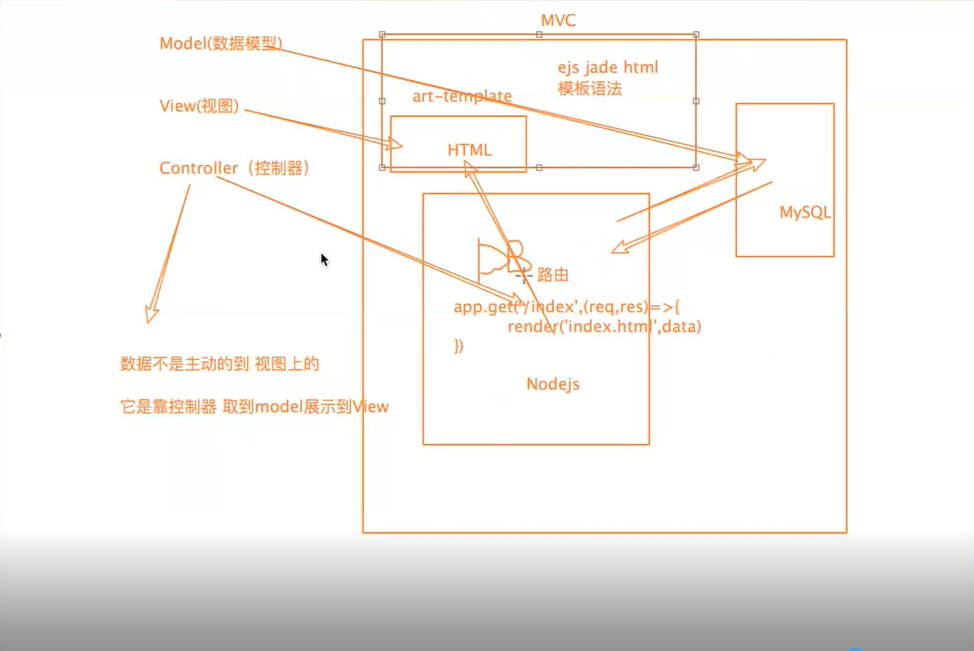 MVC
Model(数据模型)
ejs jade html
模板语法
art-template
View(视图)
HTML
Controller（控制器）
MySQL
路由
app.get('/index',(req,res)=>{
render('index.html',data)
})
数据不是主动的到 视图上的
Nodejs
它是靠控制器 取到model展示到View